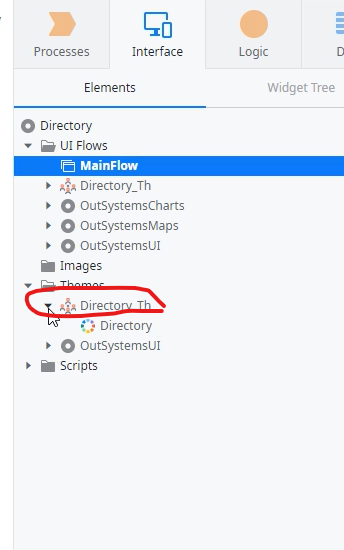 Processes
Interface
Logic
Elements
Widget Tree
Directory
UI Flows
MainFlow
Directory_Th
OutSystemsCharts
OutSystemsMaps
OutSystemsUI
Images
Themes
Directory_Th
Directory
OutSystemsUI
Scripts